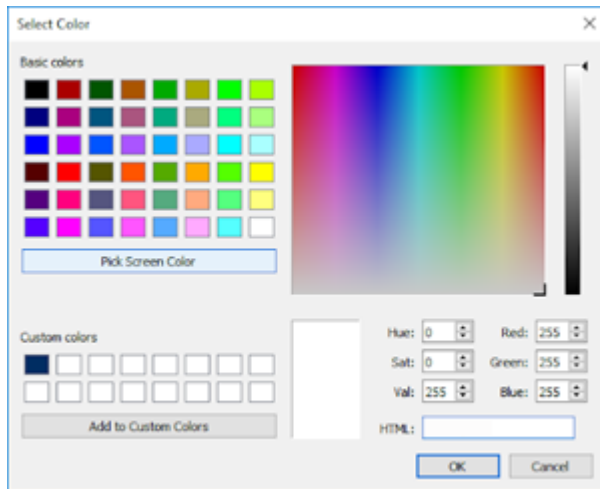 Select Color
Basic colors
Pick Screen Color
Custom colors
Add to Custom Colors
Hue: 0 Red: 255
Sat: 0 Green: 255
Val: 255 Blue: 255
HTML:
OK Cancel